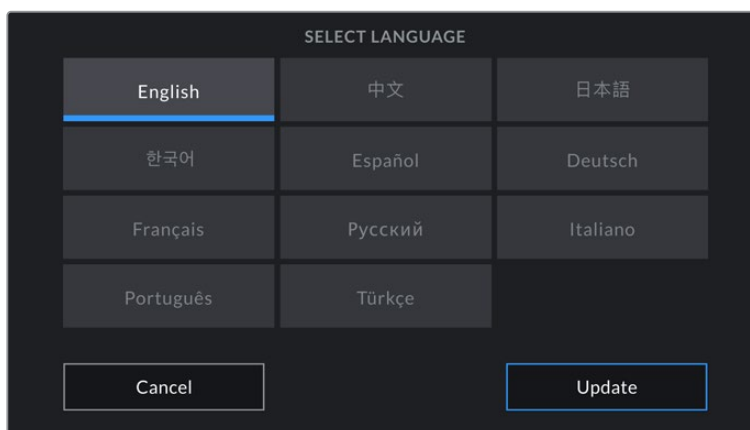 SELECT LANGUAGE
English 中文 日本語
한국어 Español Deutsch
Français Русский Italiano
Português Türkçe
Cancel Update